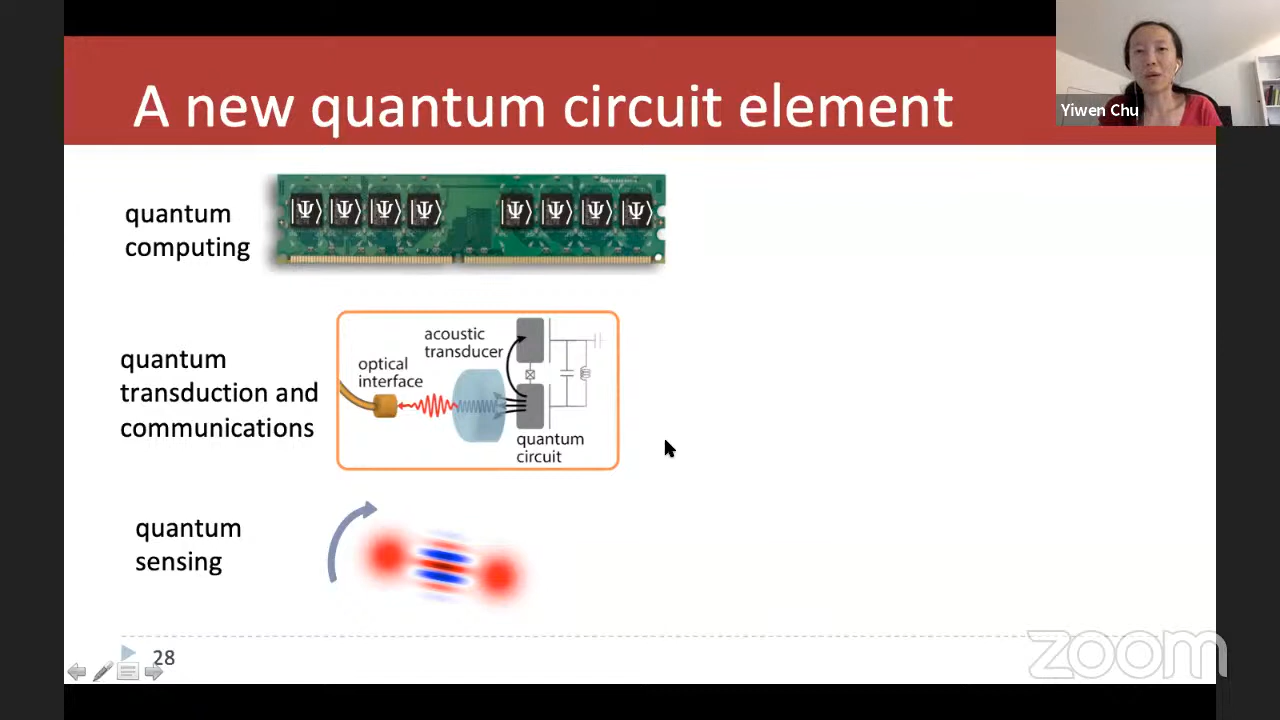 A new quantum circuit element
Yiwen Chu
quantum
computing
|Ψ⟩ |Ψ⟩ |Ψ⟩ |Ψ⟩ |Ψ⟩ |Ψ⟩ |Ψ⟩ |Ψ⟩
quantum
transduction and
communications
acoustic
transducer
optical
interface
quantum
circuit
quantum
sensing
28
zoom